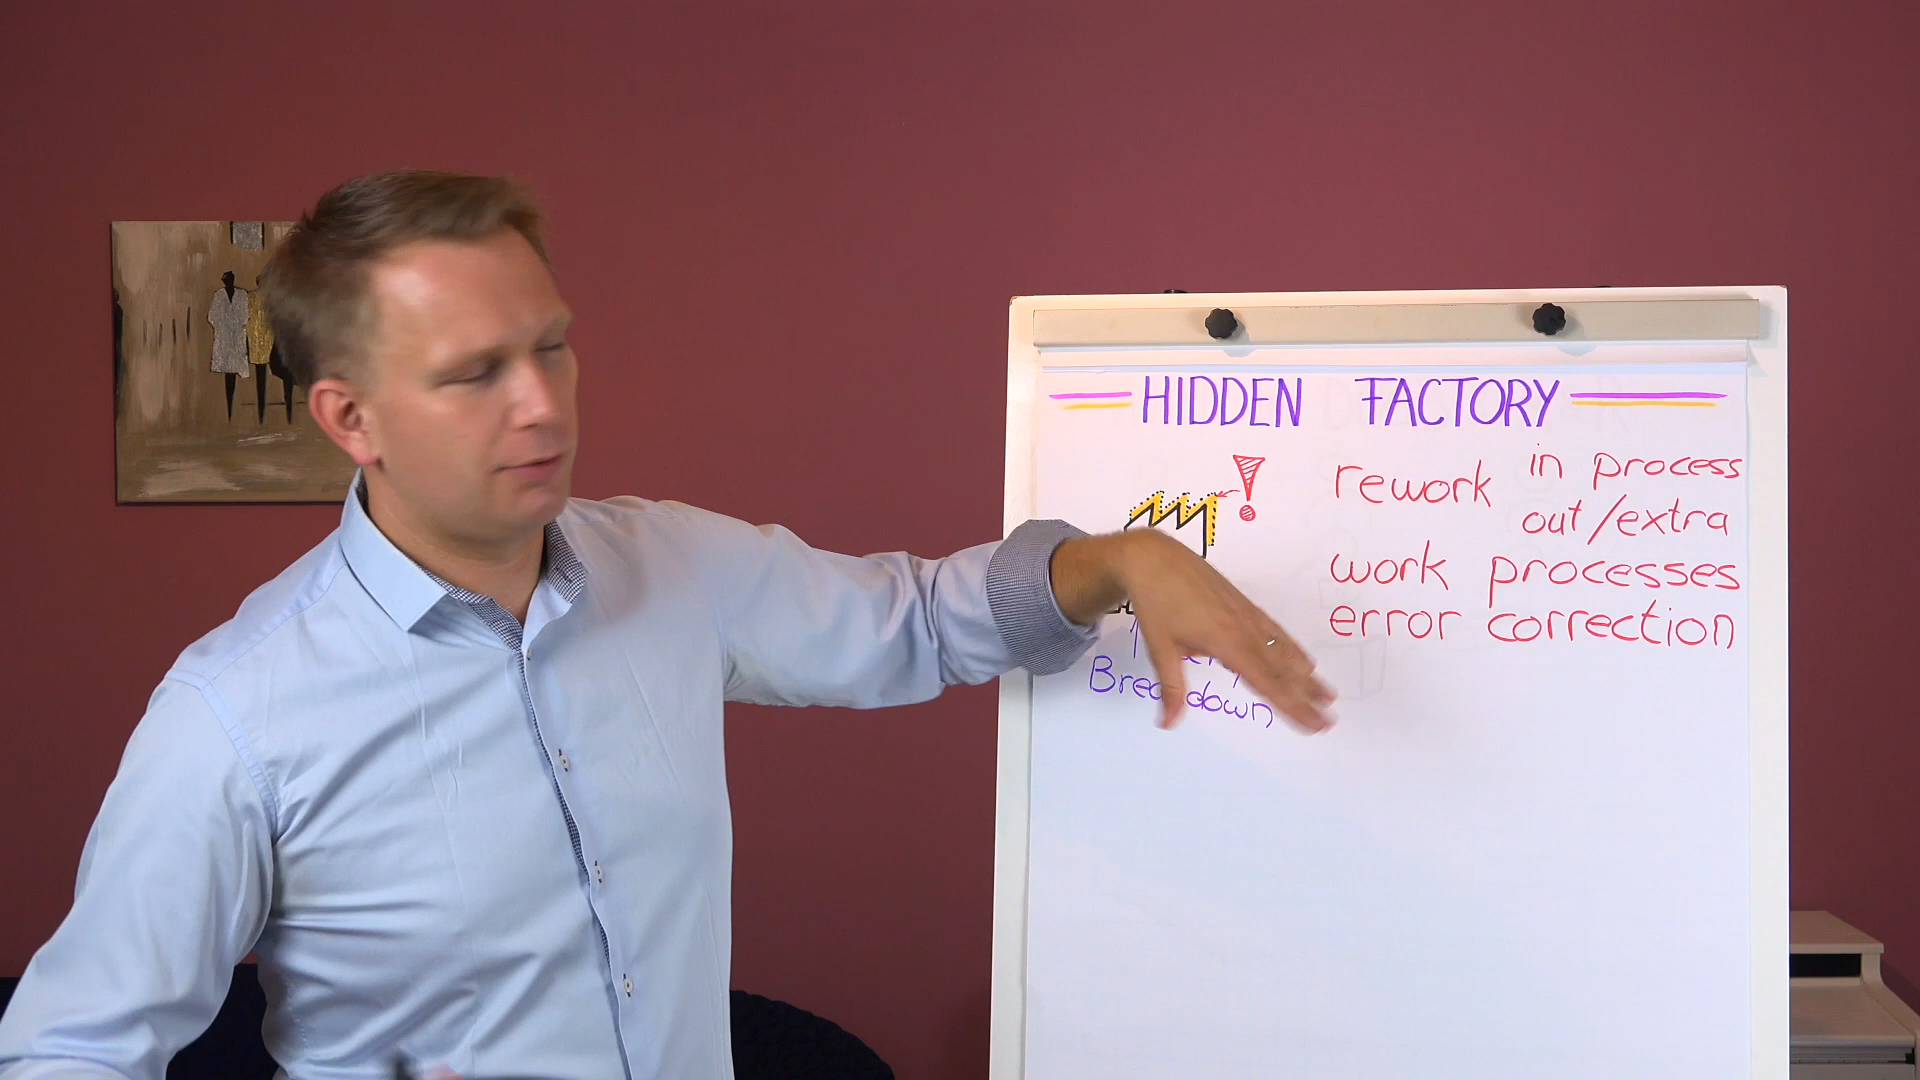 HIDDEN FACTORY
!
rework in process
out/extra
work processes
error correction
Breakdown